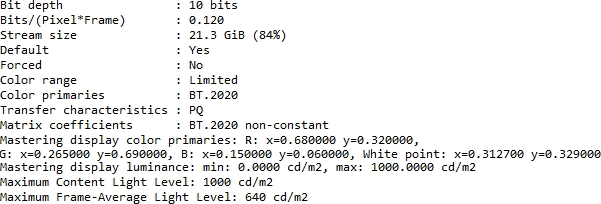 Bit depth : 10 bits
Bits/(Pixel*Frame) : 0.120
Stream size : 21.3 GiB (84%)
Default : Yes
Forced : No
Color range : Limited
Color primaries : BT.2020
Transfer characteristics : PQ
Matrix coefficients : BT.2020 non-constant
Mastering display color primaries: R: x=0.680000 y=0.320000,
G: x=0.265000 y=0.690000, B: x=0.150000 y=0.060000, White point: x=0.312700 y=0.329000
Mastering display luminance: min: 0.0000 cd/m2, max: 1000.0000 cd/m2
Maximum Content Light Level: 1000 cd/m2
Maximum Frame-Average Light Level: 640 cd/m2